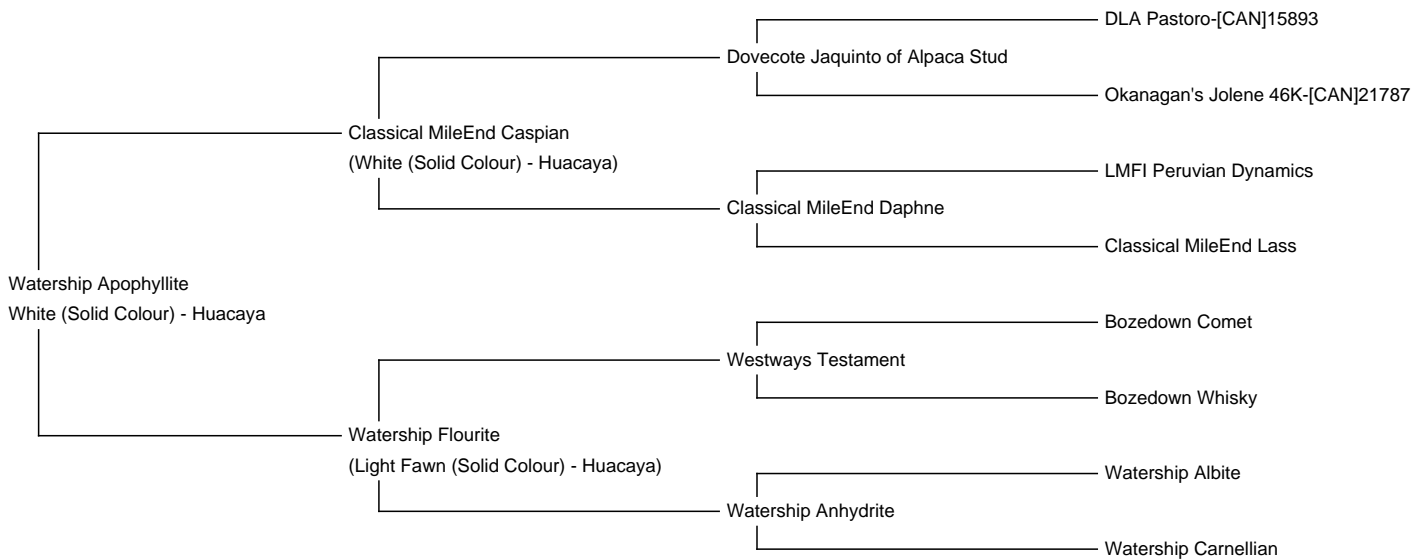 DLA Pastoro-[CAN]15893
Dovecote Jaquinto of Alpaca Stud
Okanagan's Jolene 46K-[CAN]21787
Classical MileEnd Caspian
(White (Solid Colour) - Huacaya)
LMFI Peruvian Dynamics
Classical MileEnd Daphne
Classical MileEnd Lass
Watership Apophyllite
White (Solid Colour) - Huacaya
Bozedown Comet
Westways Testament
Bozedown Whisky
Watership Flourite
(Light Fawn (Solid Colour) - Huacaya)
Watership Albite
Watership Anhydrite
Watership Carnellian